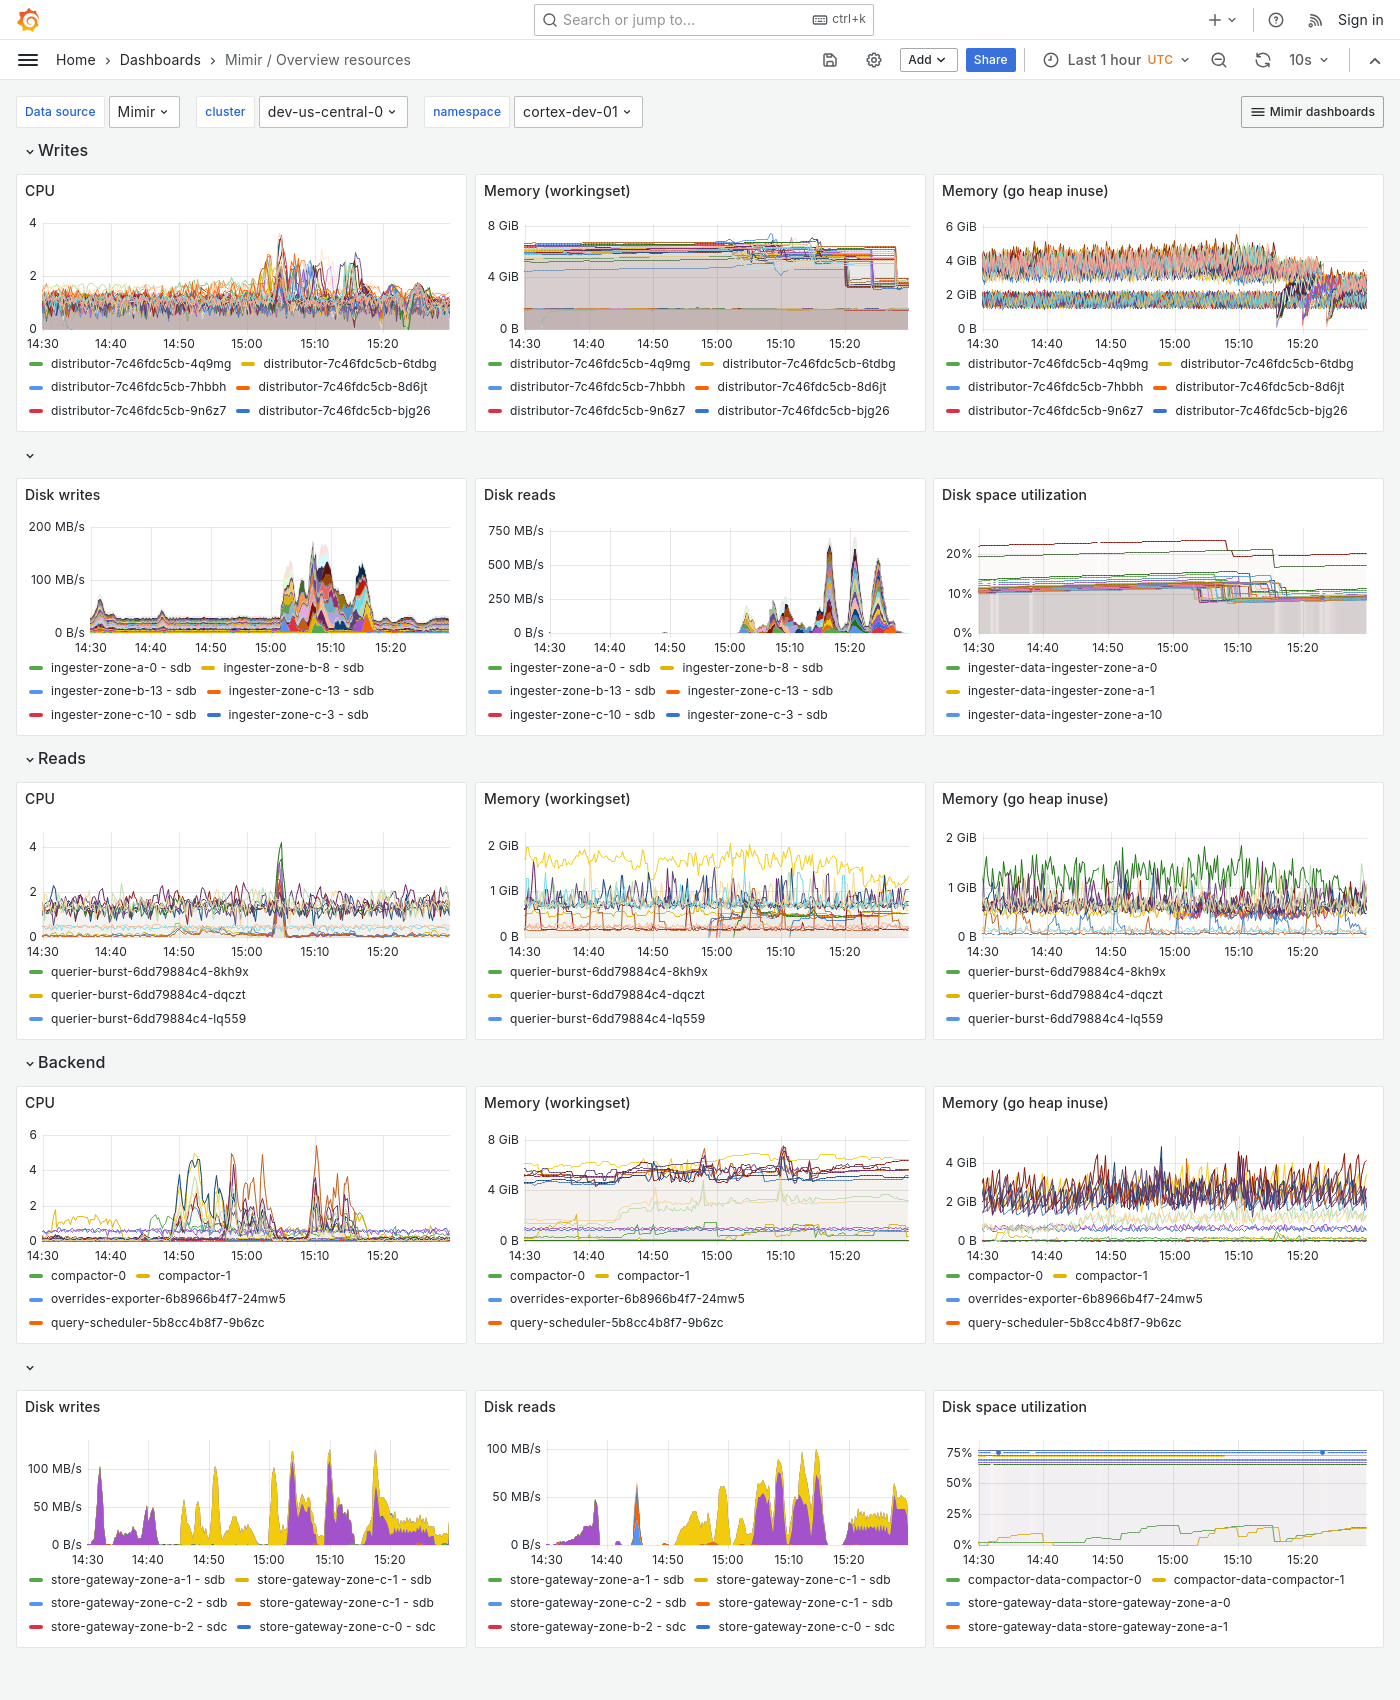 Search or jump to... ctrl+k Sign in
Home Dashboards Mimir / Overview resources Add Share Last 1 hour UTC 10s
Data source Mimir cluster dev-us-central-0 namespace cortex-dev-01 Mimir dashboards
Writes
CPU
4
2
0
14:30 14:40 14:50 15:00 15:10 15:20
distributor-7c46fdc5cb-4q9mg distributor-7c46fdc5cb-6tdbg
distributor-7c46fdc5cb-7hbbh distributor-7c46fdc5cb-8d6jt
distributor-7c46fdc5cb-9n6z7 distributor-7c46fdc5cb-bjg26
Memory (workingset)
8 GiB
4 GiB
0 B
14:30 14:40 14:50 15:00 15:10 15:20
distributor-7c46fdc5cb-4q9mg distributor-7c46fdc5cb-6tdbg
distributor-7c46fdc5cb-7hbbh distributor-7c46fdc5cb-8d6jt
distributor-7c46fdc5cb-9n6z7 distributor-7c46fdc5cb-bjg26
Memory (go heap inuse)
6 GiB
4 GiB
2 GiB
0 B
14:30 14:40 14:50 15:00 15:10 15:20
distributor-7c46fdc5cb-4q9mg distributor-7c46fdc5cb-6tdbg
distributor-7c46fdc5cb-7hbbh distributor-7c46fdc5cb-8d6jt
distributor-7c46fdc5cb-9n6z7 distributor-7c46fdc5cb-bjg26
Disk writes
200 MB/s
100 MB/s
0 B/s
14:30 14:40 14:50 15:00 15:10 15:20
ingester-zone-a-0 - sdb ingester-zone-b-8 - sdb
ingester-zone-b-13 - sdb ingester-zone-c-13 - sdb
ingester-zone-c-10 - sdb ingester-zone-c-3 - sdb
Disk reads
750 MB/s
500 MB/s
250 MB/s
0 B/s
14:30 14:40 14:50 15:00 15:10 15:20
ingester-zone-a-0 - sdb ingester-zone-b-8 - sdb
ingester-zone-b-13 - sdb ingester-zone-c-13 - sdb
ingester-zone-c-10 - sdb ingester-zone-c-3 - sdb
Disk space utilization
20%
10%
0%
14:30 14:40 14:50 15:00 15:10 15:20
ingester-data-ingester-zone-a-0
ingester-data-ingester-zone-a-1
ingester-data-ingester-zone-a-10
Reads
CPU
4
2
0
14:30 14:40 14:50 15:00 15:10 15:20
querier-burst-6dd79884c4-8kh9x
querier-burst-6dd79884c4-dqczt
querier-burst-6dd79884c4-lq559
Memory (workingset)
2 GiB
1 GiB
0 B
14:30 14:40 14:50 15:00 15:10 15:20
querier-burst-6dd79884c4-8kh9x
querier-burst-6dd79884c4-dqczt
querier-burst-6dd79884c4-lq559
Memory (go heap inuse)
2 GiB
1 GiB
0 B
14:30 14:40 14:50 15:00 15:10 15:20
querier-burst-6dd79884c4-8kh9x
querier-burst-6dd79884c4-dqczt
querier-burst-6dd79884c4-lq559
Backend
CPU
6
4
2
0
14:30 14:40 14:50 15:00 15:10 15:20
compactor-0 compactor-1
overrides-exporter-6b8966b4f7-24mw5
query-scheduler-5b8cc4b8f7-9b6zc
Memory (workingset)
8 GiB
4 GiB
0 B
14:30 14:40 14:50 15:00 15:10 15:20
compactor-0 compactor-1
overrides-exporter-6b8966b4f7-24mw5
query-scheduler-5b8cc4b8f7-9b6zc
Memory (go heap inuse)
4 GiB
2 GiB
0 B
14:30 14:40 14:50 15:00 15:10 15:20
compactor-0 compactor-1
overrides-exporter-6b8966b4f7-24mw5
query-scheduler-5b8cc4b8f7-9b6zc
Disk writes
100 MB/s
50 MB/s
0 B/s
14:30 14:40 14:50 15:00 15:10 15:20
store-gateway-zone-a-1 - sdb store-gateway-zone-c-1 - sdb
store-gateway-zone-c-2 - sdb store-gateway-zone-c-1 - sdb
store-gateway-zone-b-2 - sdc store-gateway-zone-c-0 - sdc
Disk reads
100 MB/s
50 MB/s
0 B/s
14:30 14:40 14:50 15:00 15:10 15:20
store-gateway-zone-a-1 - sdb store-gateway-zone-c-1 - sdb
store-gateway-zone-c-2 - sdb store-gateway-zone-c-1 - sdb
store-gateway-zone-b-2 - sdc store-gateway-zone-c-0 - sdc
Disk space utilization
75%
50%
25%
0%
14:30 14:40 14:50 15:00 15:10 15:20
compactor-data-compactor-0 compactor-data-compactor-1
store-gateway-data-store-gateway-zone-a-0
store-gateway-data-store-gateway-zone-a-1